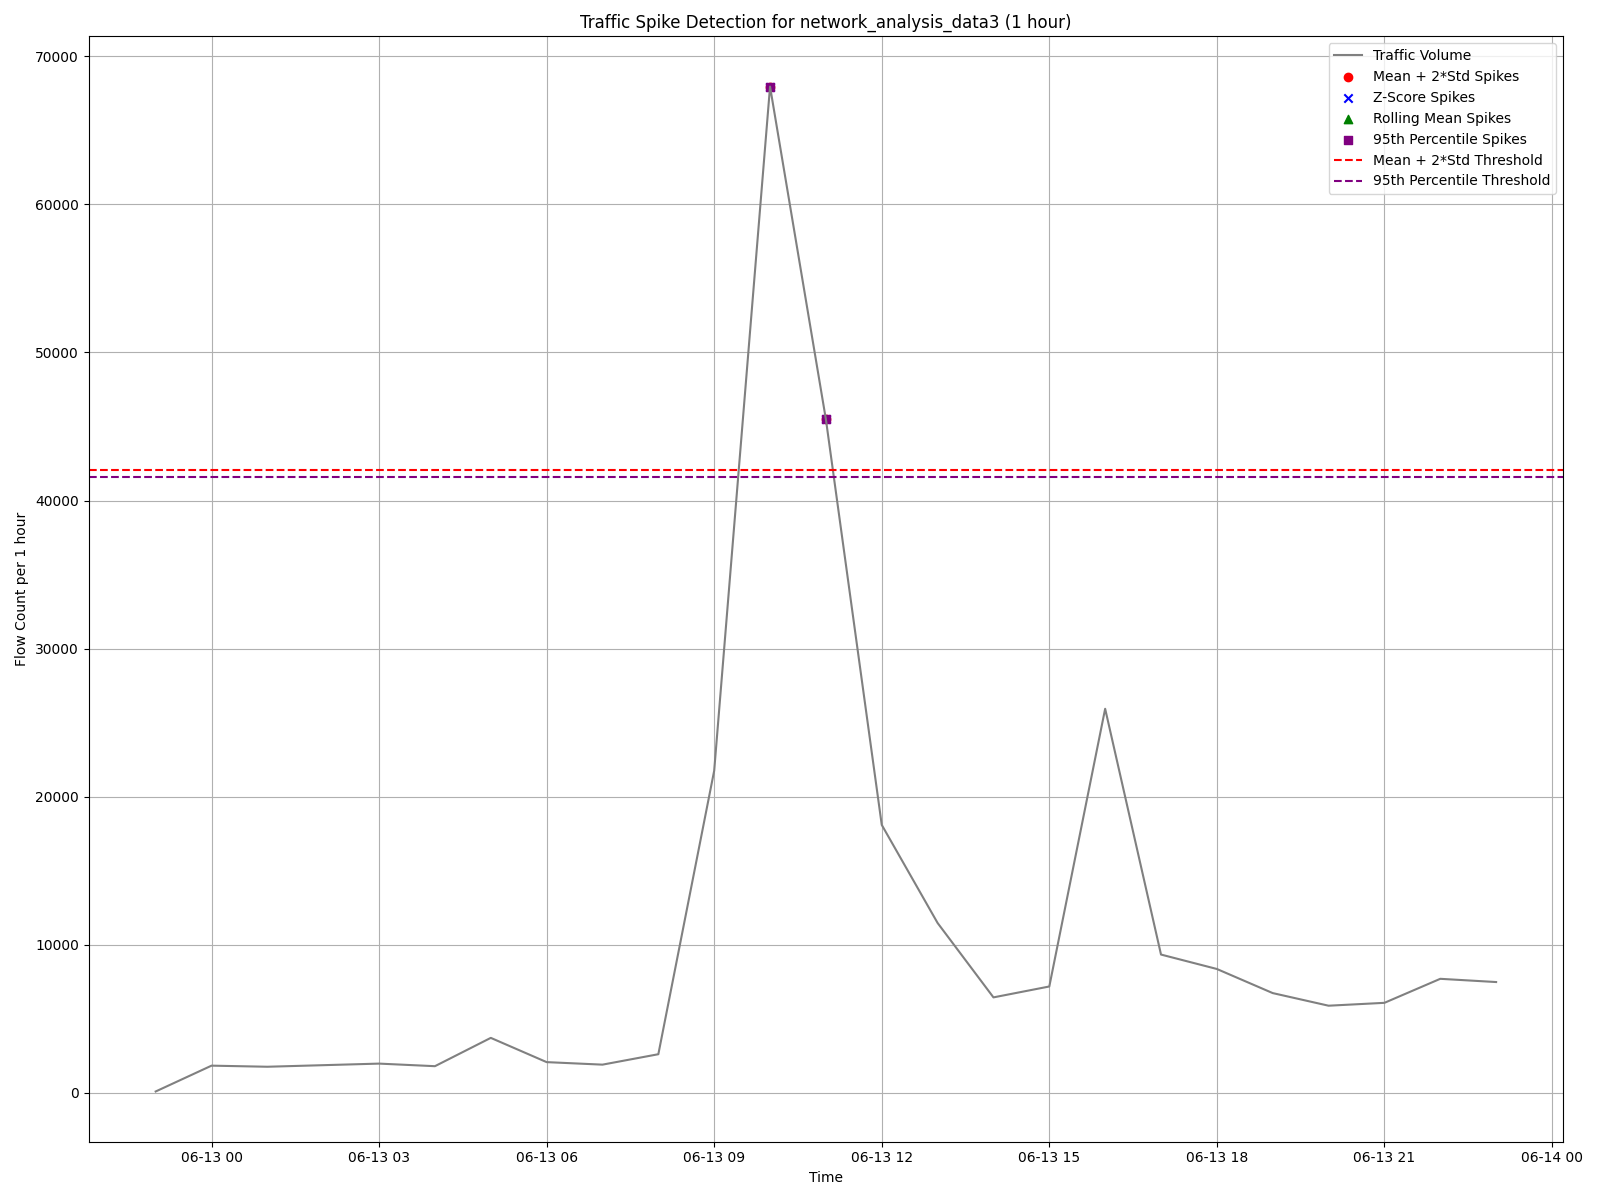 Traffic Spike Detection for network_analysis_data3 (1 hour)
Traffic Volume
Mean + 2*Std Spikes
Z-Score Spikes
Rolling Mean Spikes
95th Percentile Spikes
Mean + 2*Std Threshold
95th Percentile Threshold
70000
60000
50000
40000
30000
20000
10000
0
Flow Count per 1 hour
06-13 00
06-13 03
06-13 06
06-13 09
06-13 12
06-13 15
06-13 18
06-13 21
06-14 00
Time